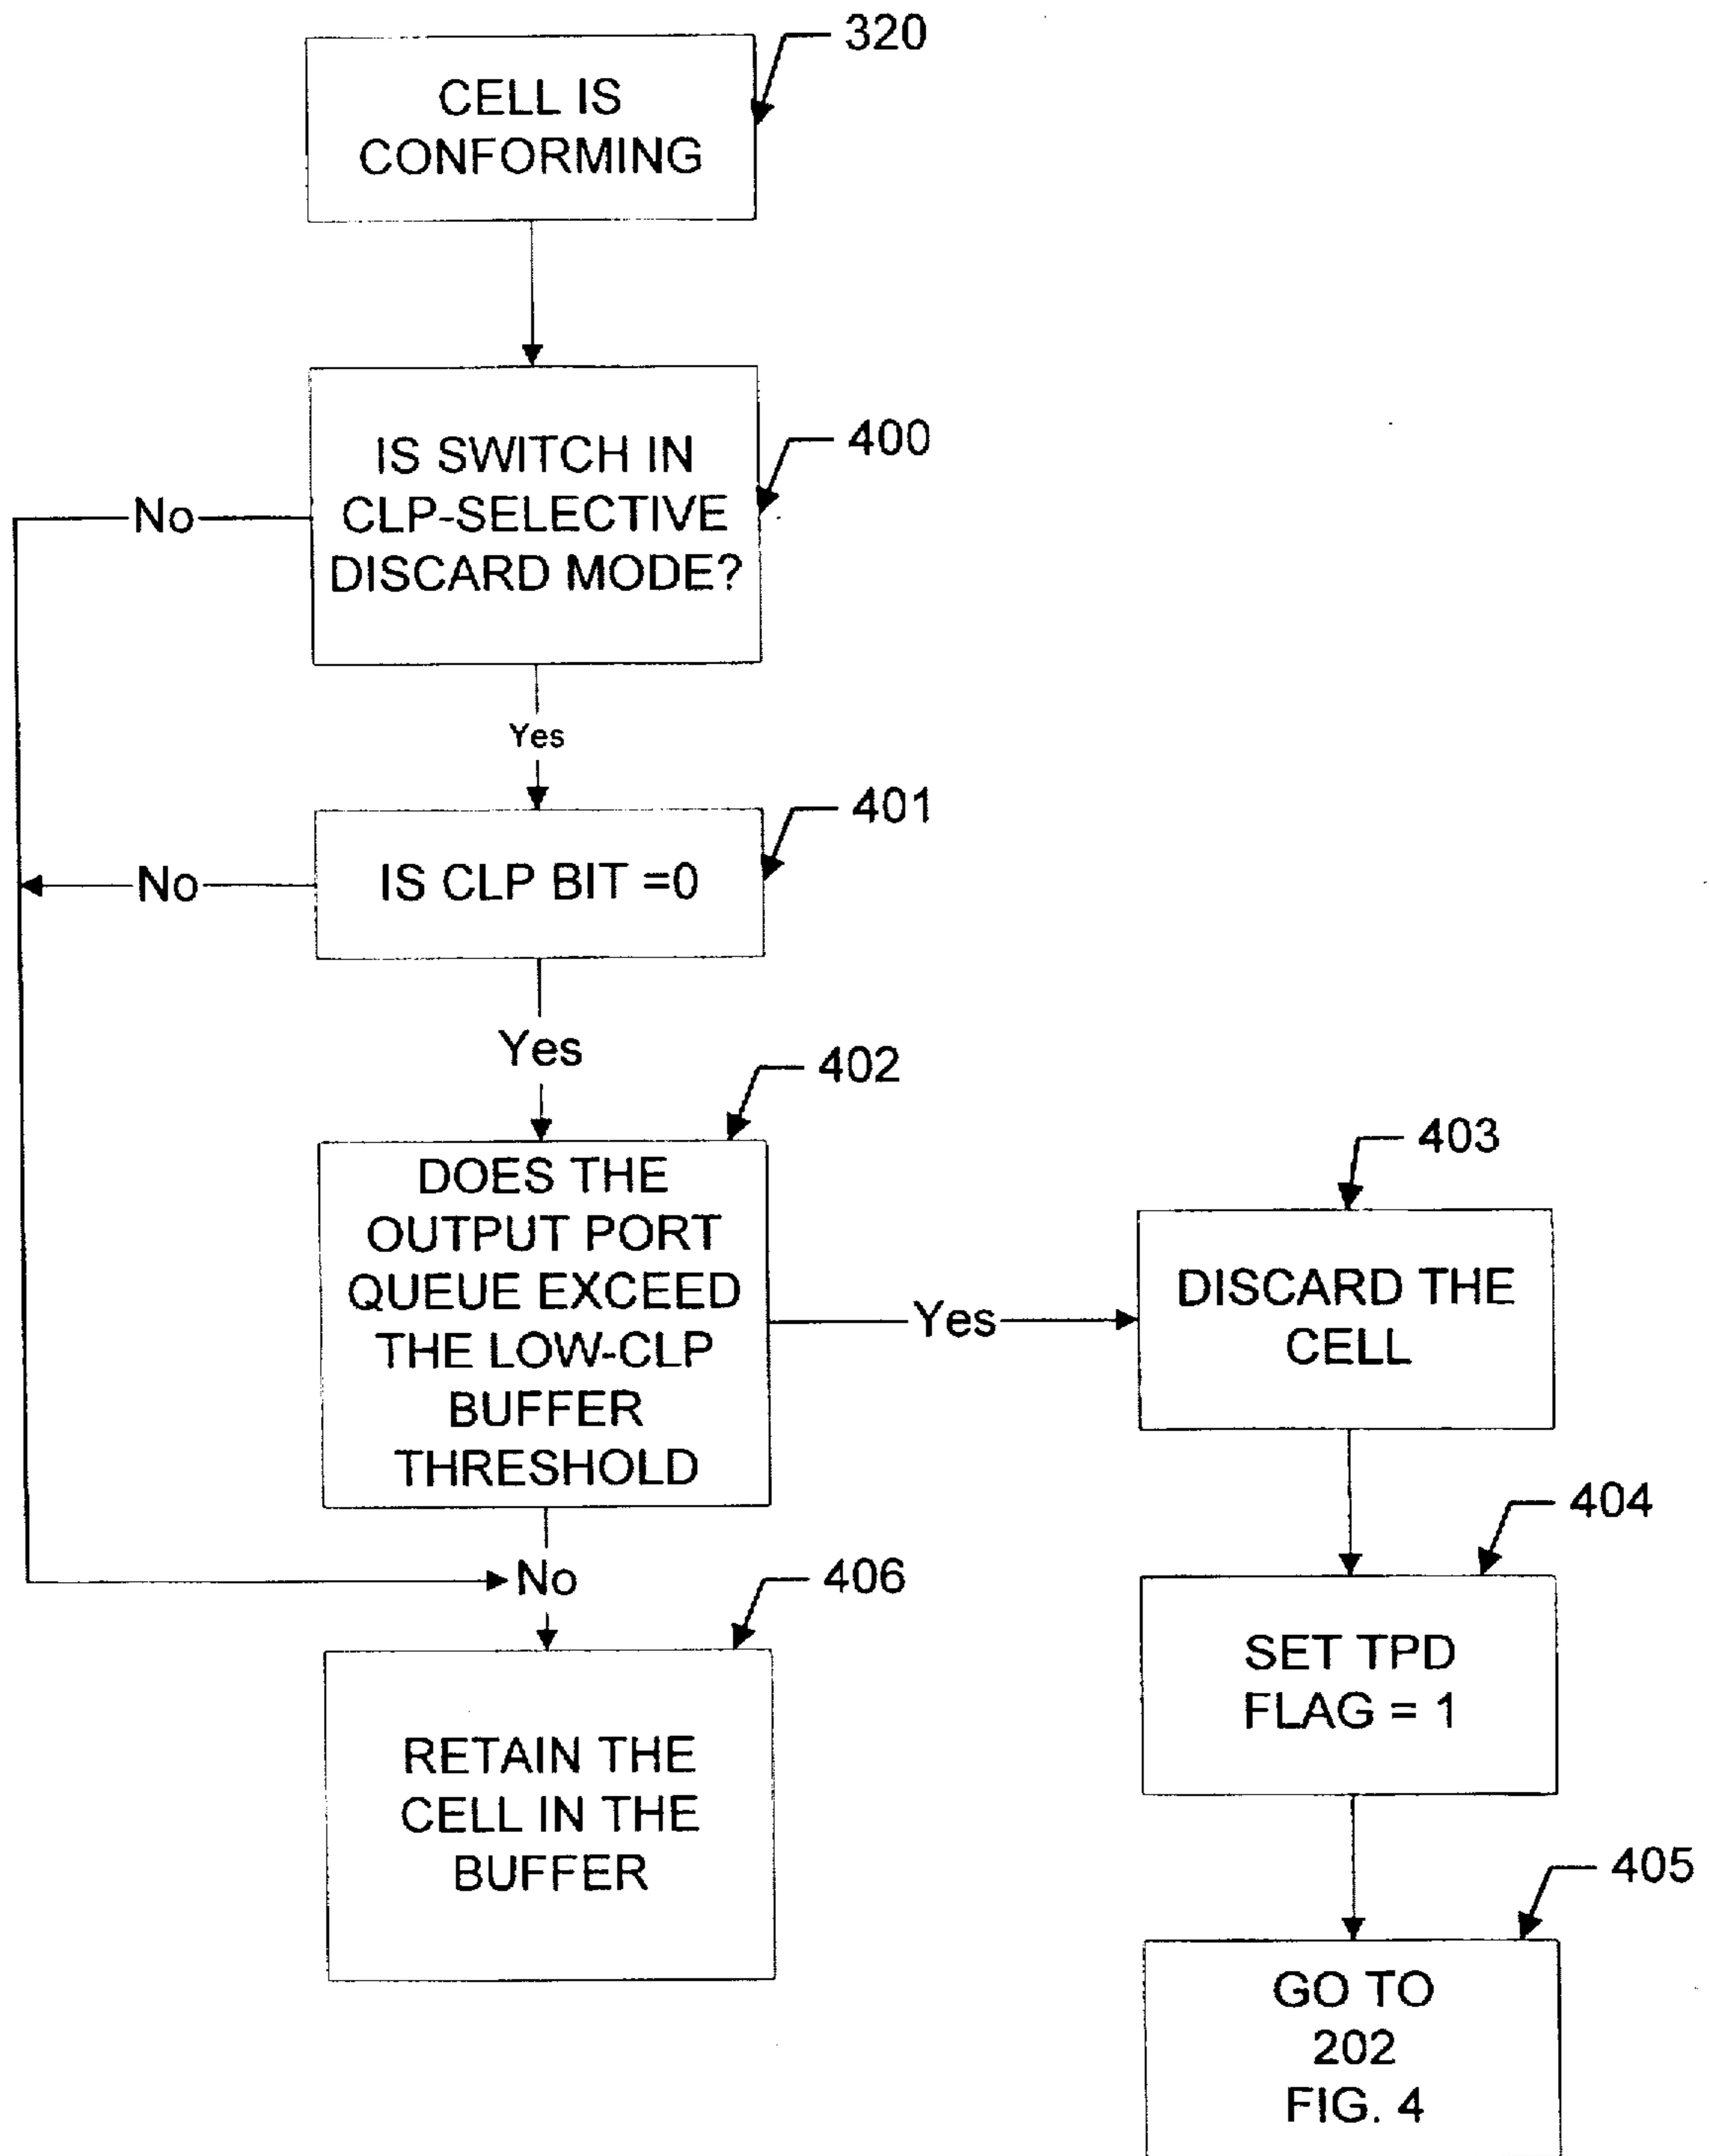 320
CELL IS
CONFORMING
400
IS SWITCH IN
CLP-SELECTIVE
DISCARD MODE?
No
Yes
401
IS CLP BIT =0
No
Yes
402
DOES THE
OUTPUT PORT
QUEUE EXCEED
THE LOW-CLP
BUFFER
THRESHOLD
Yes
403
DISCARD THE
CELL
404
SET TPD
FLAG = 1
No
406
RETAIN THE
CELL IN THE
BUFFER
405
GO TO
202
FIG. 4